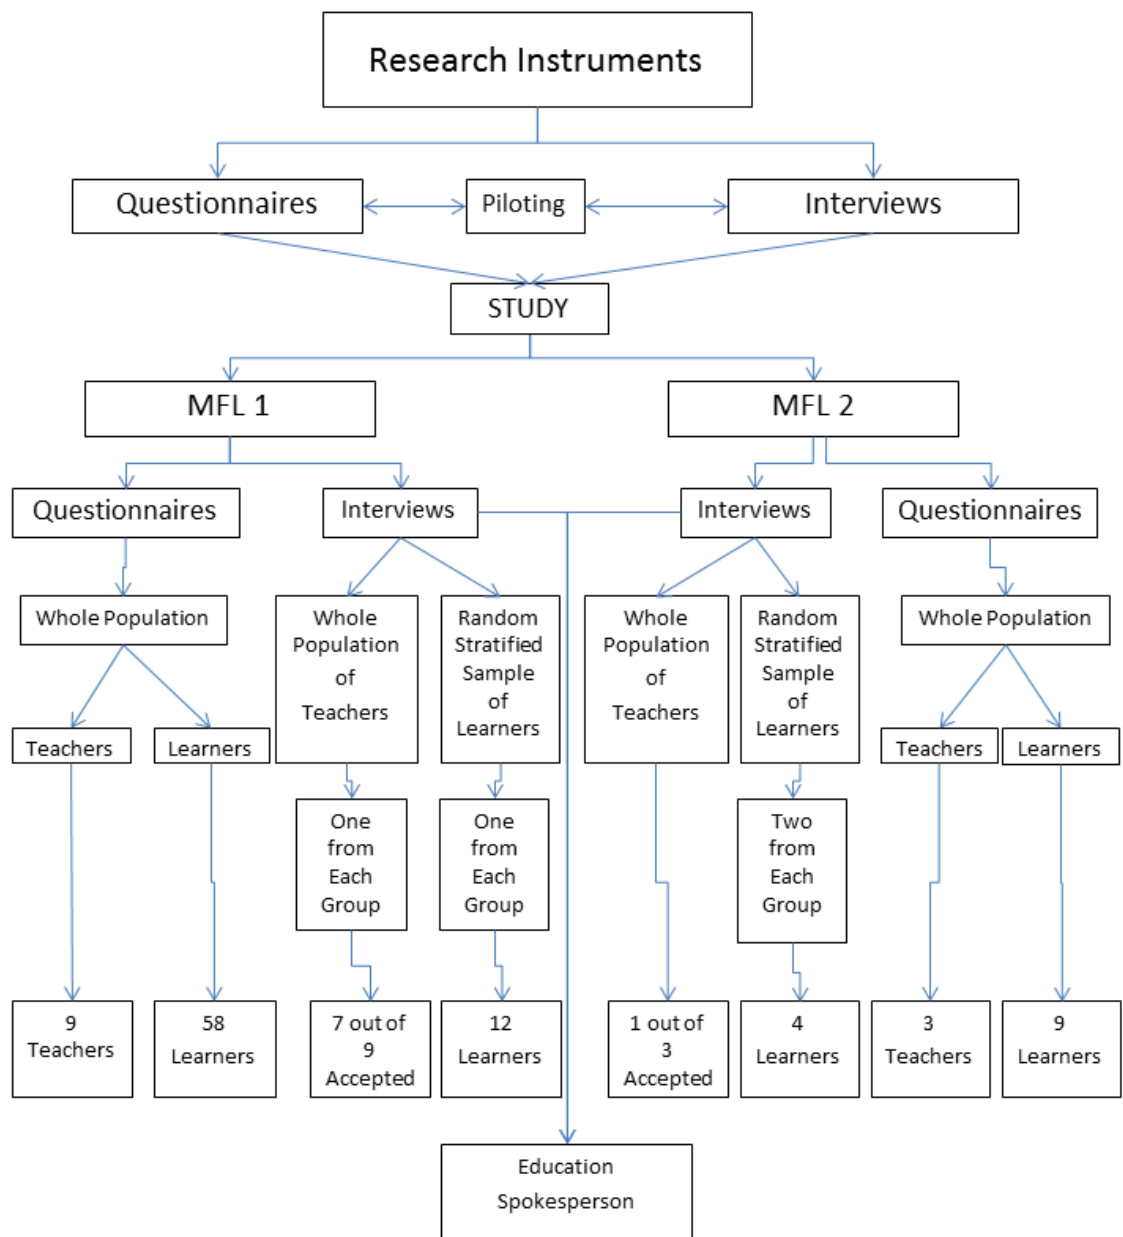 Research Instruments
Questionnaires
Piloting
Interviews
STUDY
MFL 1
MFL 2
Questionnaires
Interviews
Interviews
Questionnaires
Whole Population
Whole
Population
of
Teachers
Random
Stratified
Sample
of
Learners
Whole
Population
of
Teachers
Random
Stratified
Sample
of
Learners
Whole Population
Teachers
Learners
Teachers
Learners
One
from
Each
Group
One
from
Each
Group
Two
from
Each
Group
9
Teachers
58
Learners
7 out of
9
Accepted
12
Learners
1 out of
3
Accepted
4
Learners
3
Teachers
9
Learners
Education
Spokesperson